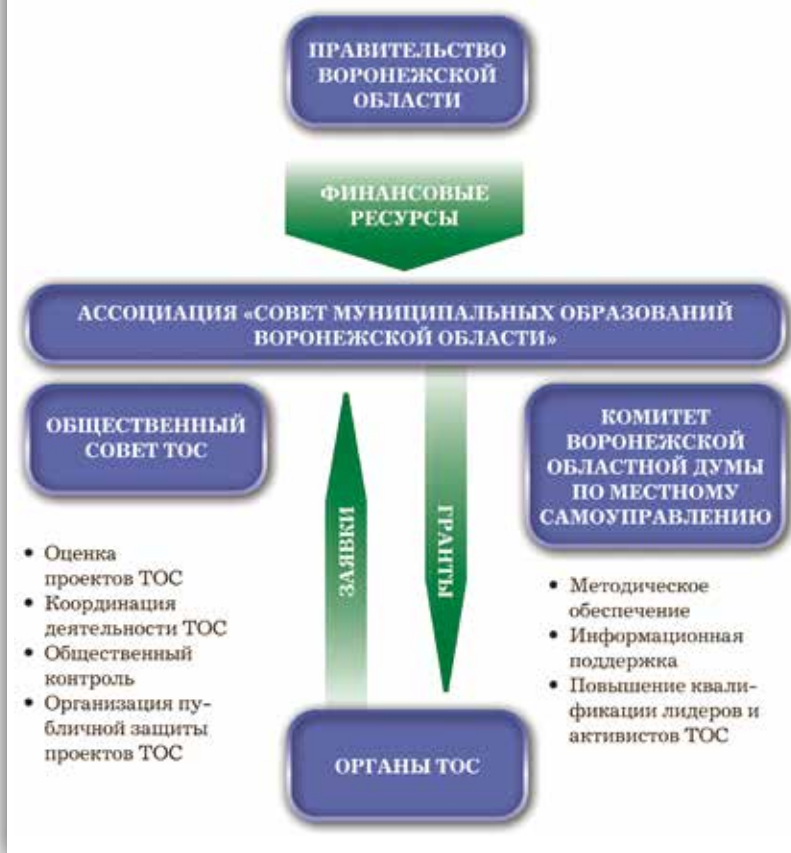 ПРАВИТЕЛЬСТВО
ВОРОНЕЖСКОЙ
ОБЛАСТИ
ФИНАНСОВЫЕ
РЕСУРСЫ
АССОЦИАЦИЯ «СОВЕТ МУНИЦИПАЛЬНЫХ ОБРАЗОВАНИЙ
ВОРОНЕЖСКОЙ ОБЛАСТИ»
ОБЩЕСТВЕННЫЙ
СОВЕТ ТОС
• Оценка
проектов ТОС
• Координация
деятельности ТОС
• Общественный
контроль
• Организация пу-
бличной защиты
проектов ТОС
ЗАЯВКИ
ГРАНТЫ
КОМИТЕТ
ВОРОНЕЖСКОЙ
ОБЛАСТНОЙ ДУМЫ
ПО МЕСТНОМУ
САМОУПРАВЛЕНИЮ
• Методическое
обеспечение
• Информационная
поддержка
• Повышение квали-
фикации лидеров и
активистов ТОС
ОРГАНЫ ТОС